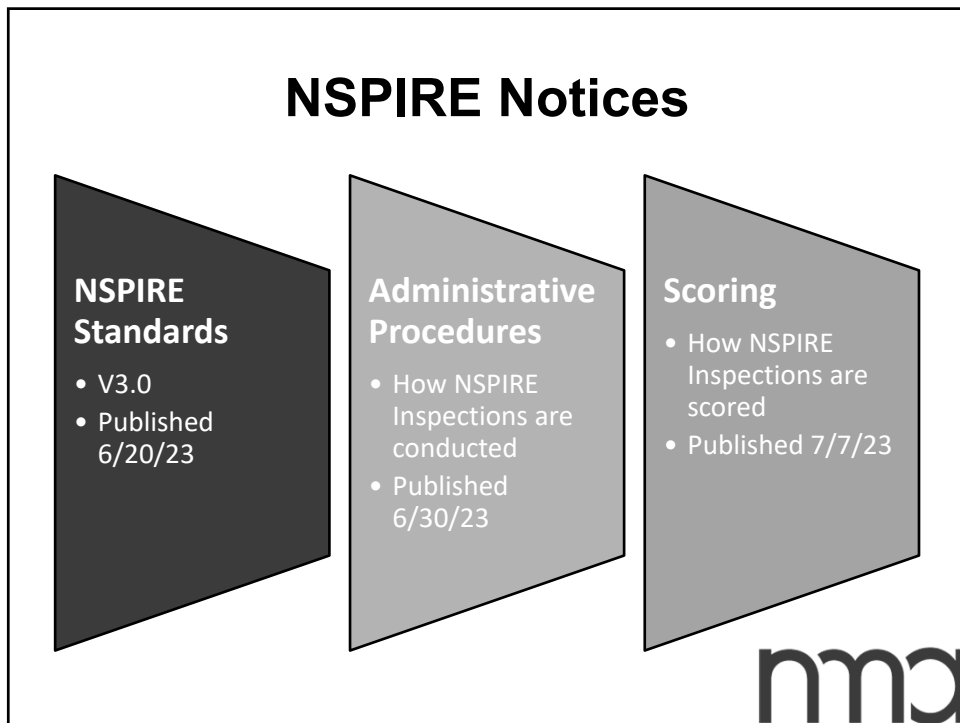 NSPIRE Notices
NSPIRE
Standards
• V3.0
• Published
6/20/23
Administrative
Procedures
• How NSPIRE
Inspections are
conducted
• Published
6/30/23
Scoring
• How NSPIRE
Inspections are
scored
• Published 7/7/23
nma